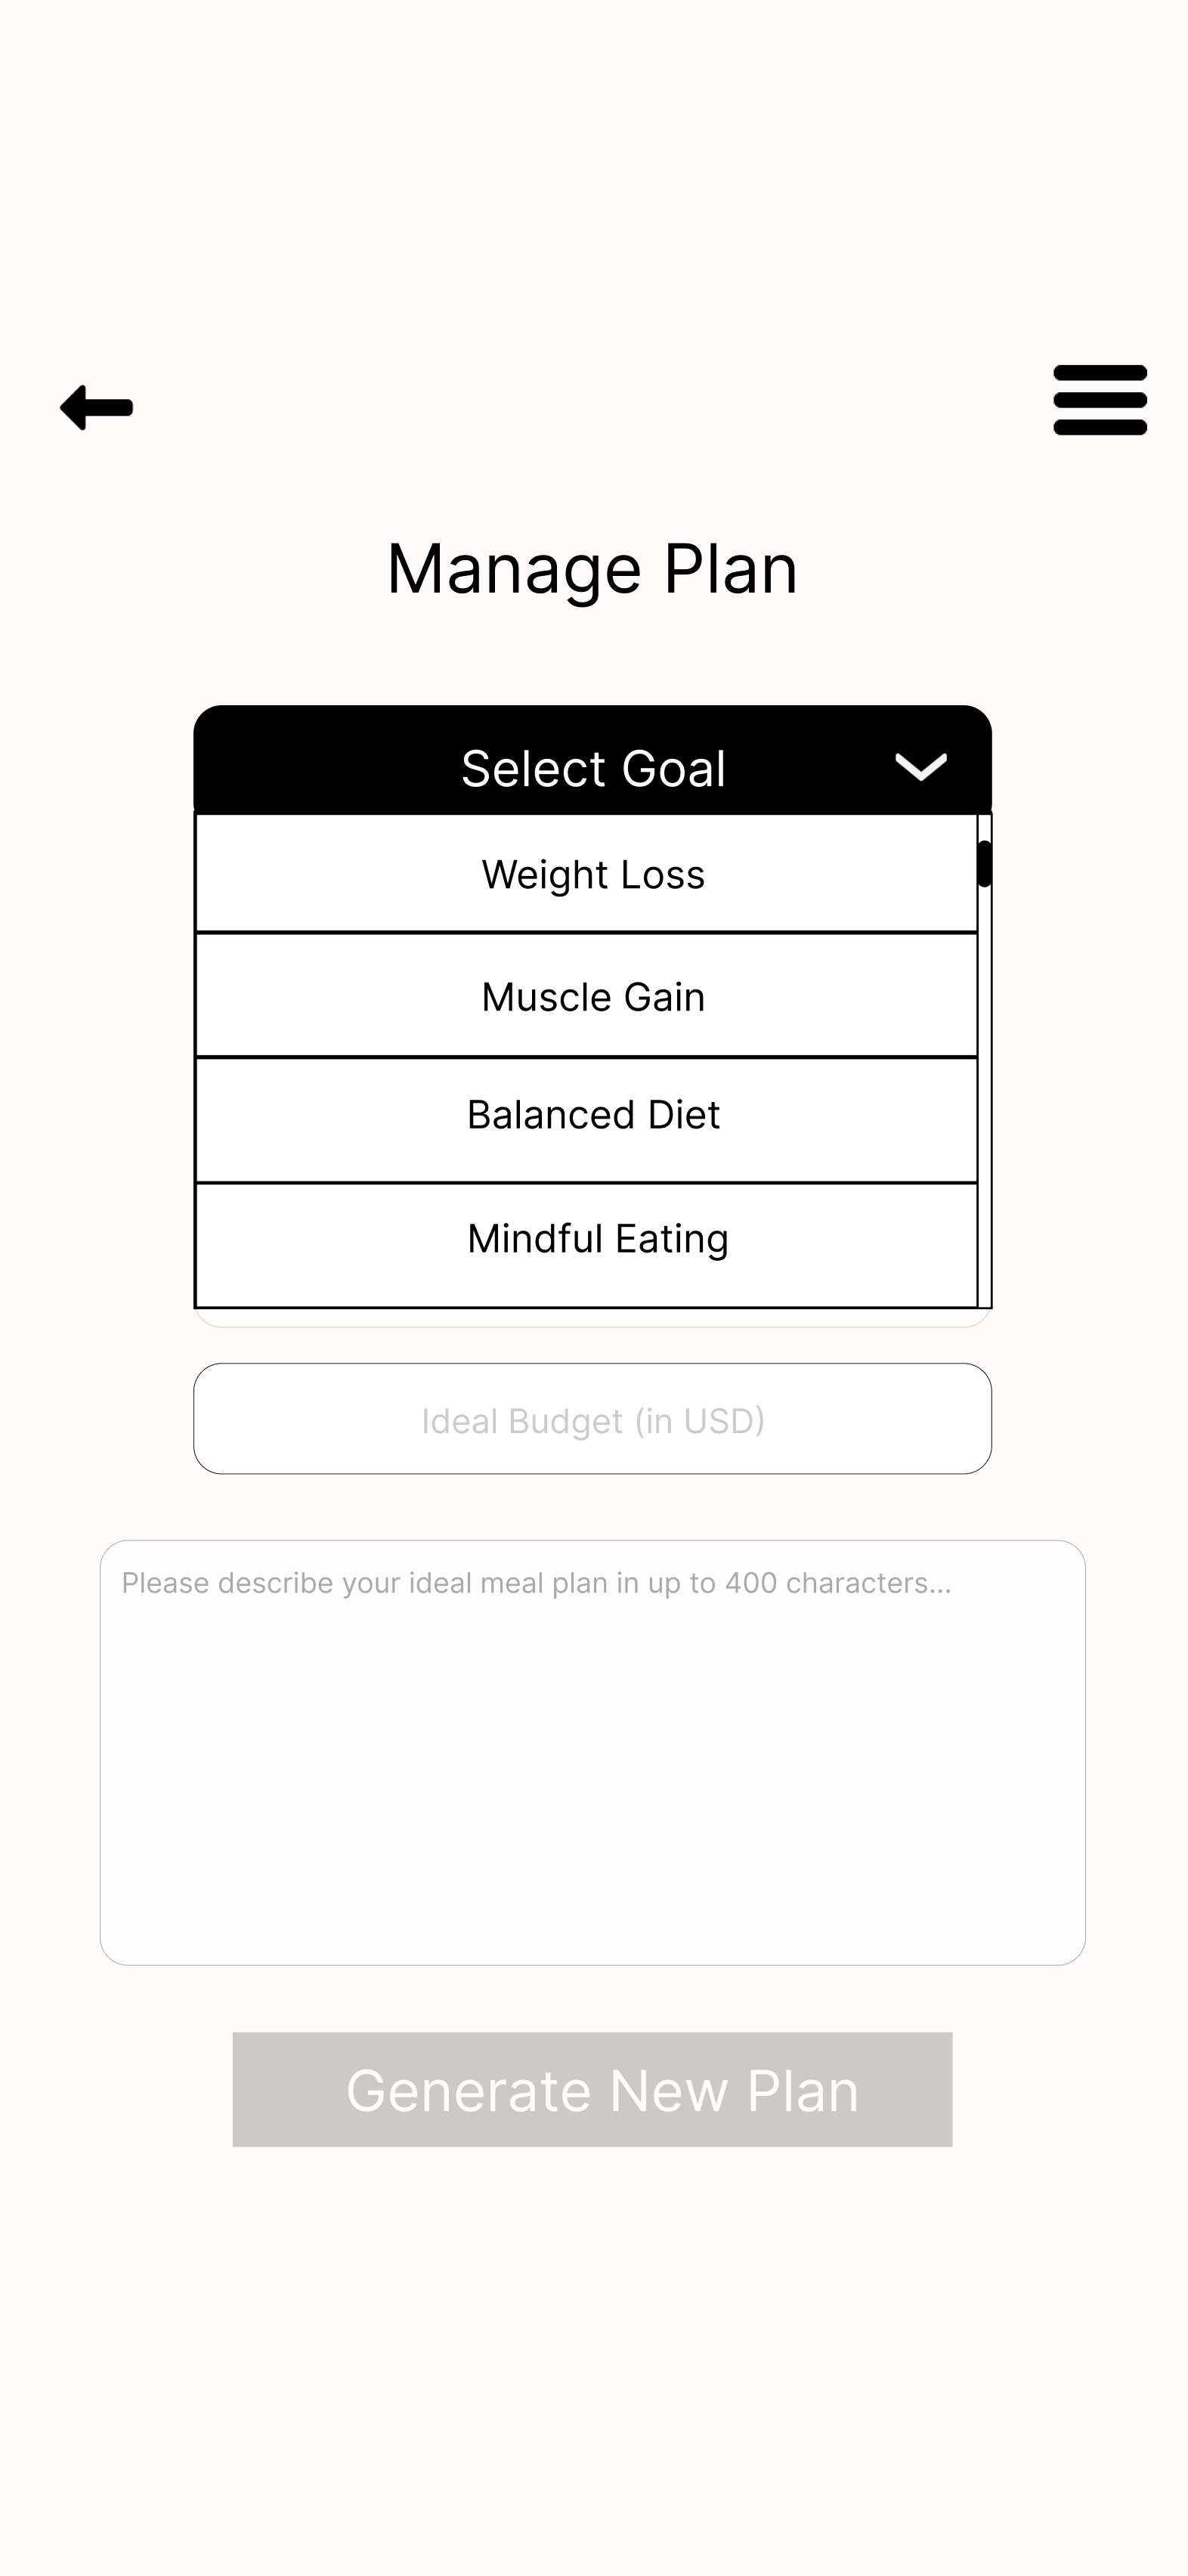 Manage Plan
Select Goal
Weight Loss
Muscle Gain
Balanced Diet
Mindful Eating
Ideal Budget (in USD)
Please describe your ideal meal plan in up to 400 characters...
Generate New Plan